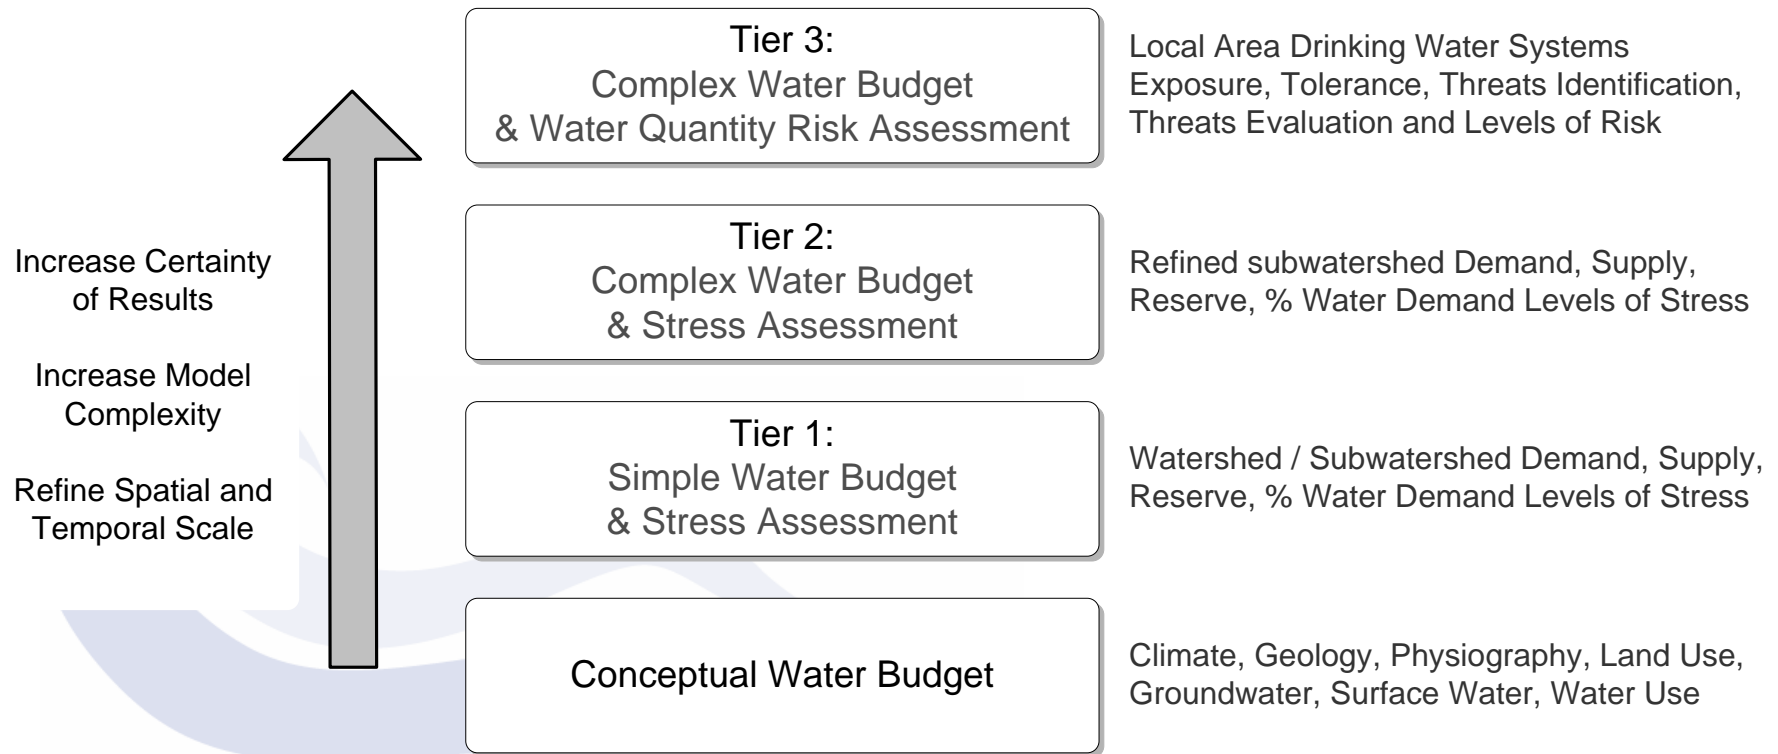 Tier 3:
Complex Water Budget
& Water Quantity Risk Assessment
Local Area Drinking Water Systems
Exposure, Tolerance, Threats Identification,
Threats Evaluation and Levels of Risk
Increase Certainty
of Results
Increase Model
Complexity
Refine Spatial and
Temporal Scale
Tier 2:
Complex Water Budget
& Stress Assessment
Refined subwatershed Demand, Supply,
Reserve, % Water Demand Levels of Stress
Tier 1:
Simple Water Budget
& Stress Assessment
Watershed / Subwatershed Demand, Supply,
Reserve, % Water Demand Levels of Stress
Conceptual Water Budget
Climate, Geology, Physiography, Land Use,
Groundwater, Surface Water, Water Use